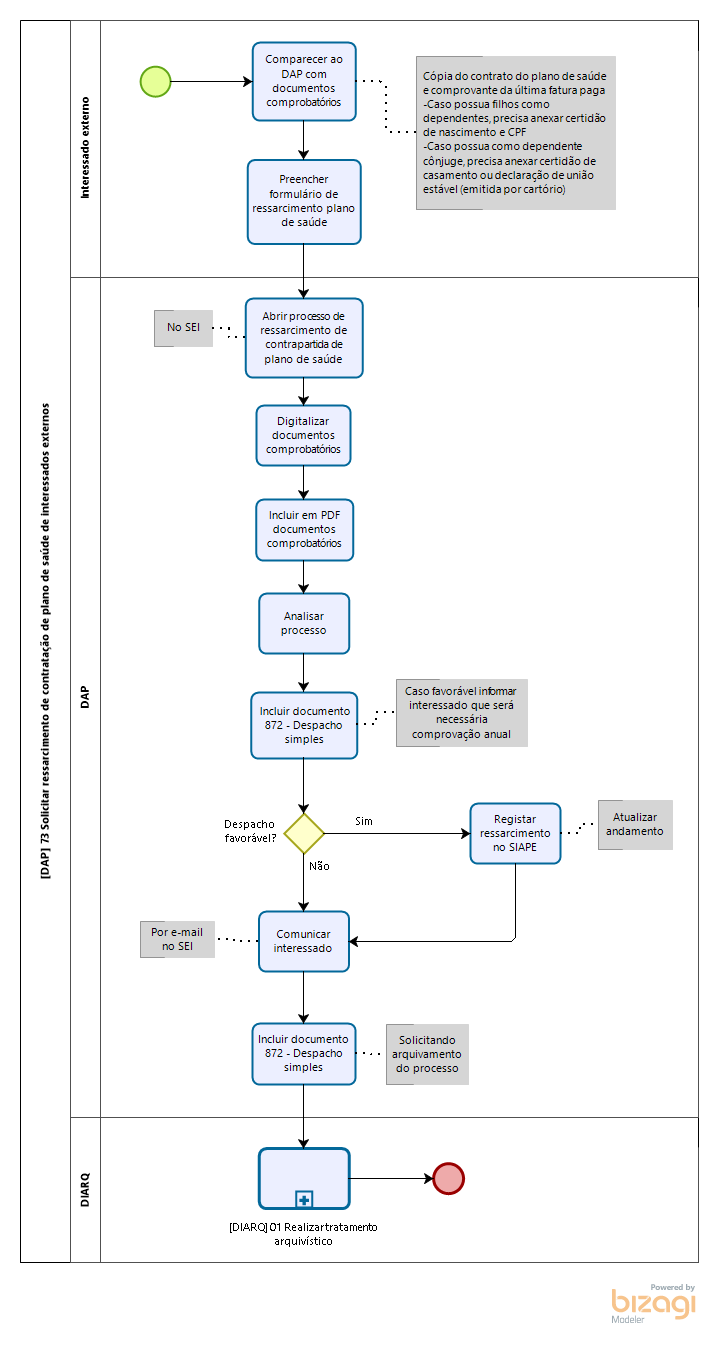 [DAP] 73 Solicitar ressarcimento de contratação de plano de saúde de interessados externos
Interessado externo
Comparecer ao
DAP com
documentos
comprobatórios
Cópia do contrato do plano de saúde
e comprovante da última fatura paga
-Caso possua filhos como
dependentes, precisa anexar certidão
de nascimento e CPF
-Caso possua como dependente
cônjuge, precisa anexar certidão de
casamento ou declaração de união
estável (emitida por cartório)
Preencher
formulário de
ressarcimento plano
de saúde
DAP
No SEI
Abrir processo de
ressarcimento de
contrapartida de
plano de saúde
Digitalizar
documentos
comprobatórios
Incluir em PDF
documentos
comprobatórios
Analisar
processo
Incluir documento
872 - Despacho
simples
Caso favorável informar
interessado que será
necessária
comprovação anual
Despacho
favorável?
Sim
Não
Registar
ressarcimento
no SIAPE
Atualizar
andamento
Por e-mail
no SEI
Comunicar
interessado
Incluir documento
872 - Despacho
simples
Solicitando
arquivamento
do processo
DIARQ
[DIARQ] 01 Realizar tratamento
arquivístico
Powered by
bizagi
Modeler